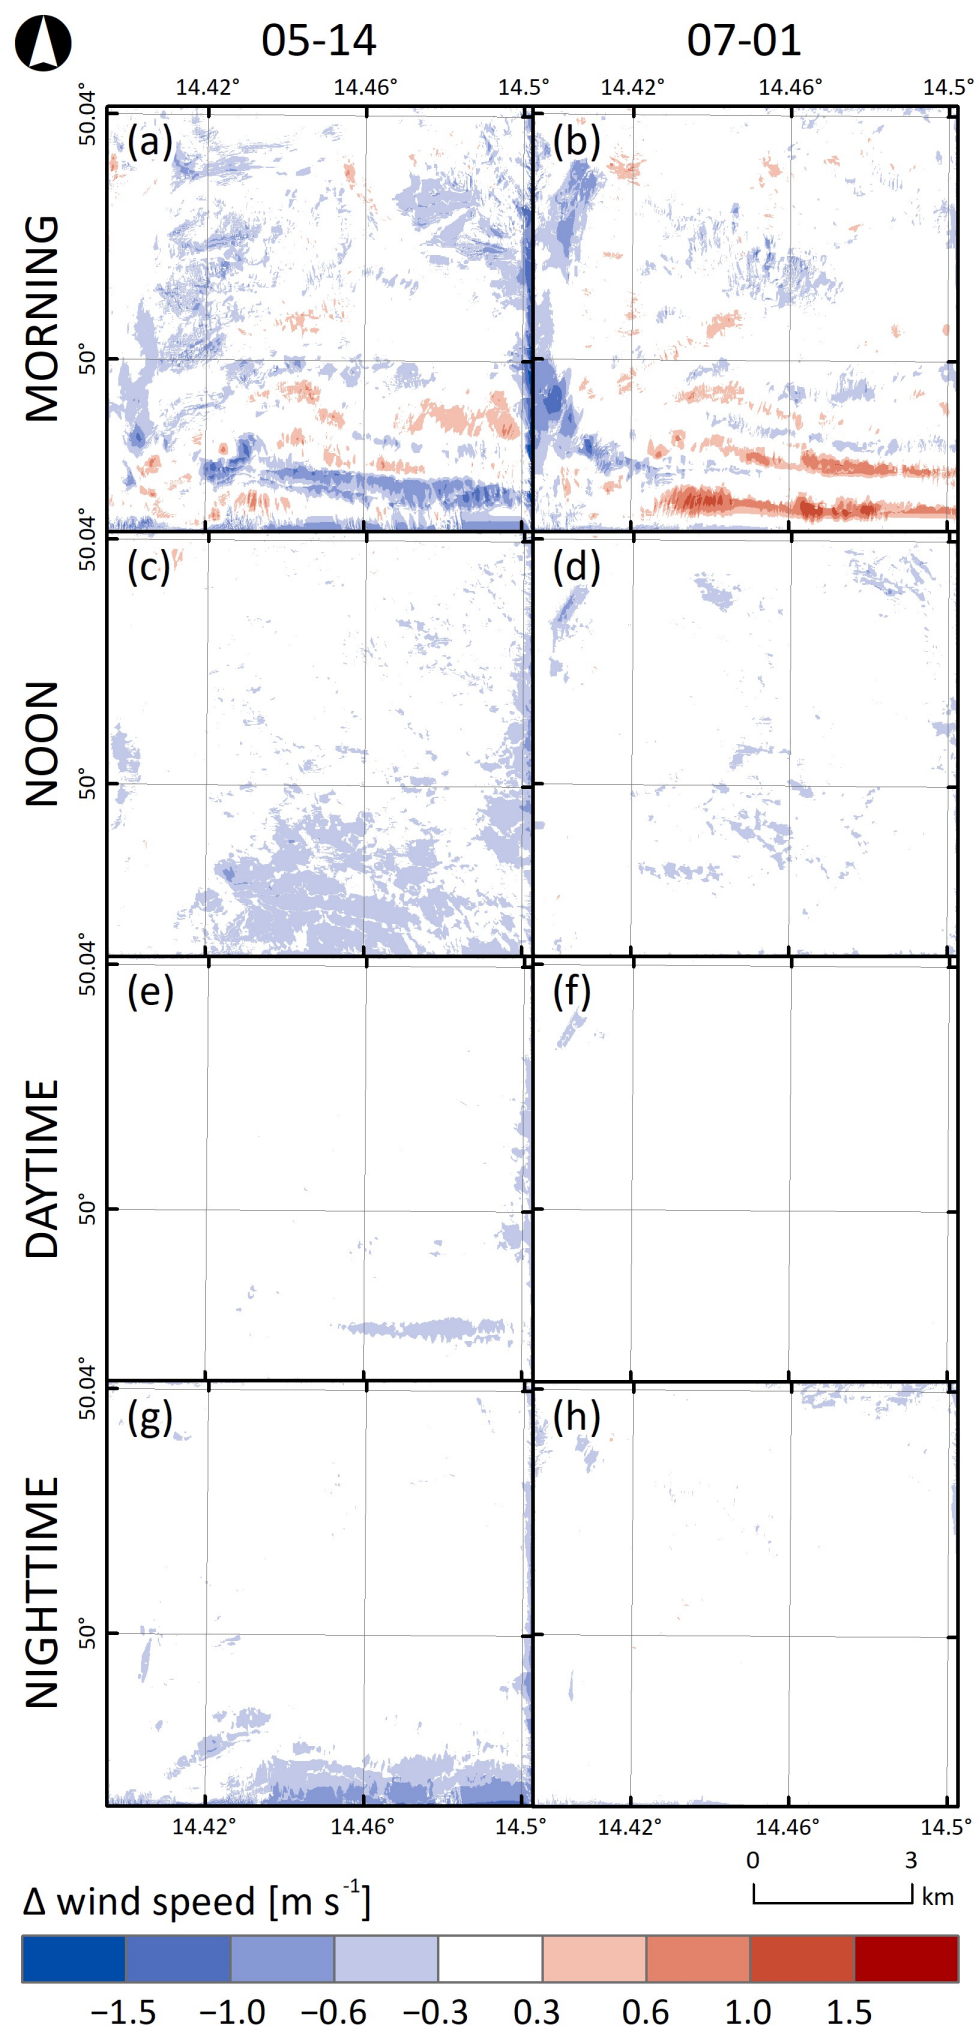 05-14 07-01
14.42° 14.46° 14.5° 14.42° 14.46° 14.5°
50.04°
(a) (b)
MORNING
50°
50.04°
(c) (d)
NOON
50°
50.04°
(e) (f)
DAYTIME
50°
50.04°
(g) (h)
NIGHTTIME
50°
14.42° 14.46° 14.5° 14.42° 14.46° 14.5°
0 3
km
Δ wind speed [m s⁻¹]
−1.5 −1.0 −0.6 −0.3 0.3 0.6 1.0 1.5